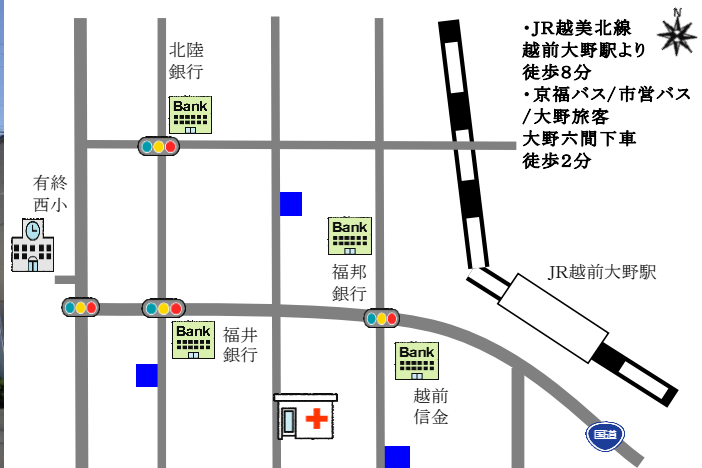 N
・JR越美北線
越前大野駅より
徒歩8分
・京福バス/市営バス
/大野旅客
大野六間下車
徒歩2分
北陸
銀行
Bank
有終
西小
Bank
福邦
銀行
JR越前大野駅
Bank
福井
銀行
Bank
越前
信金
国道